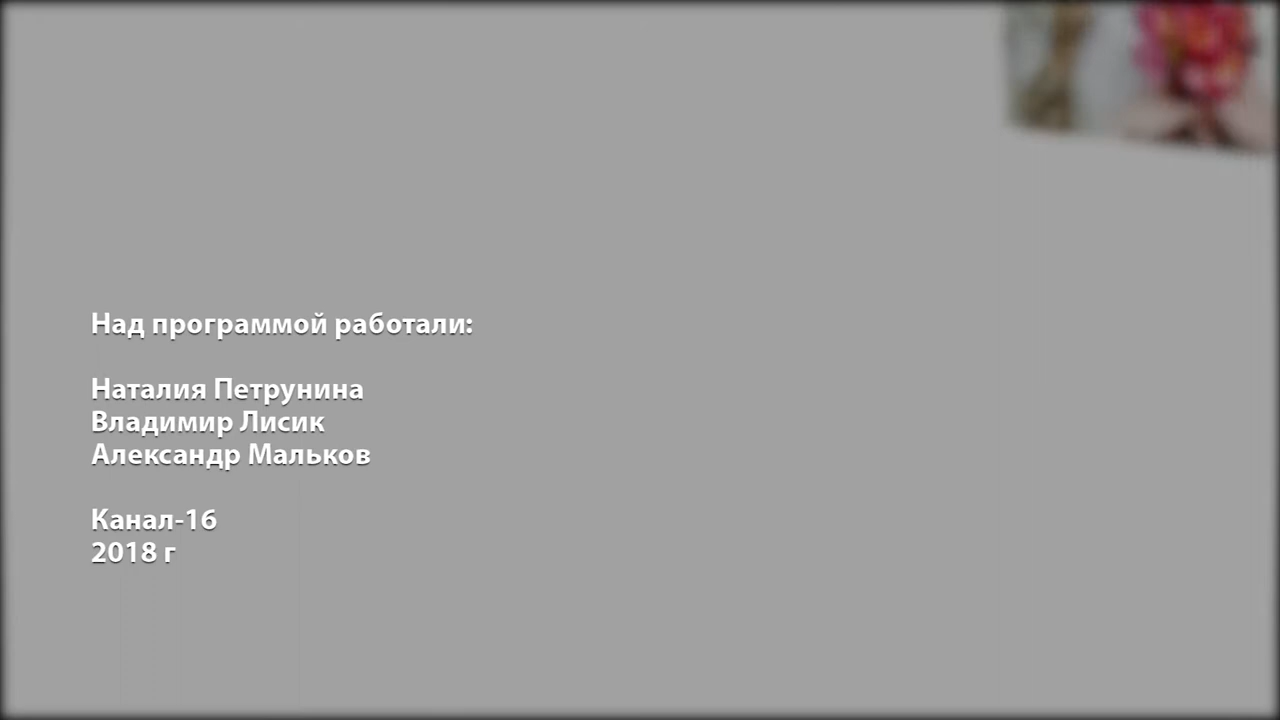 Над программой работали:
Наталия Петрунина
Владимир Лисик
Александр Мальков
Канал-16
2018 г